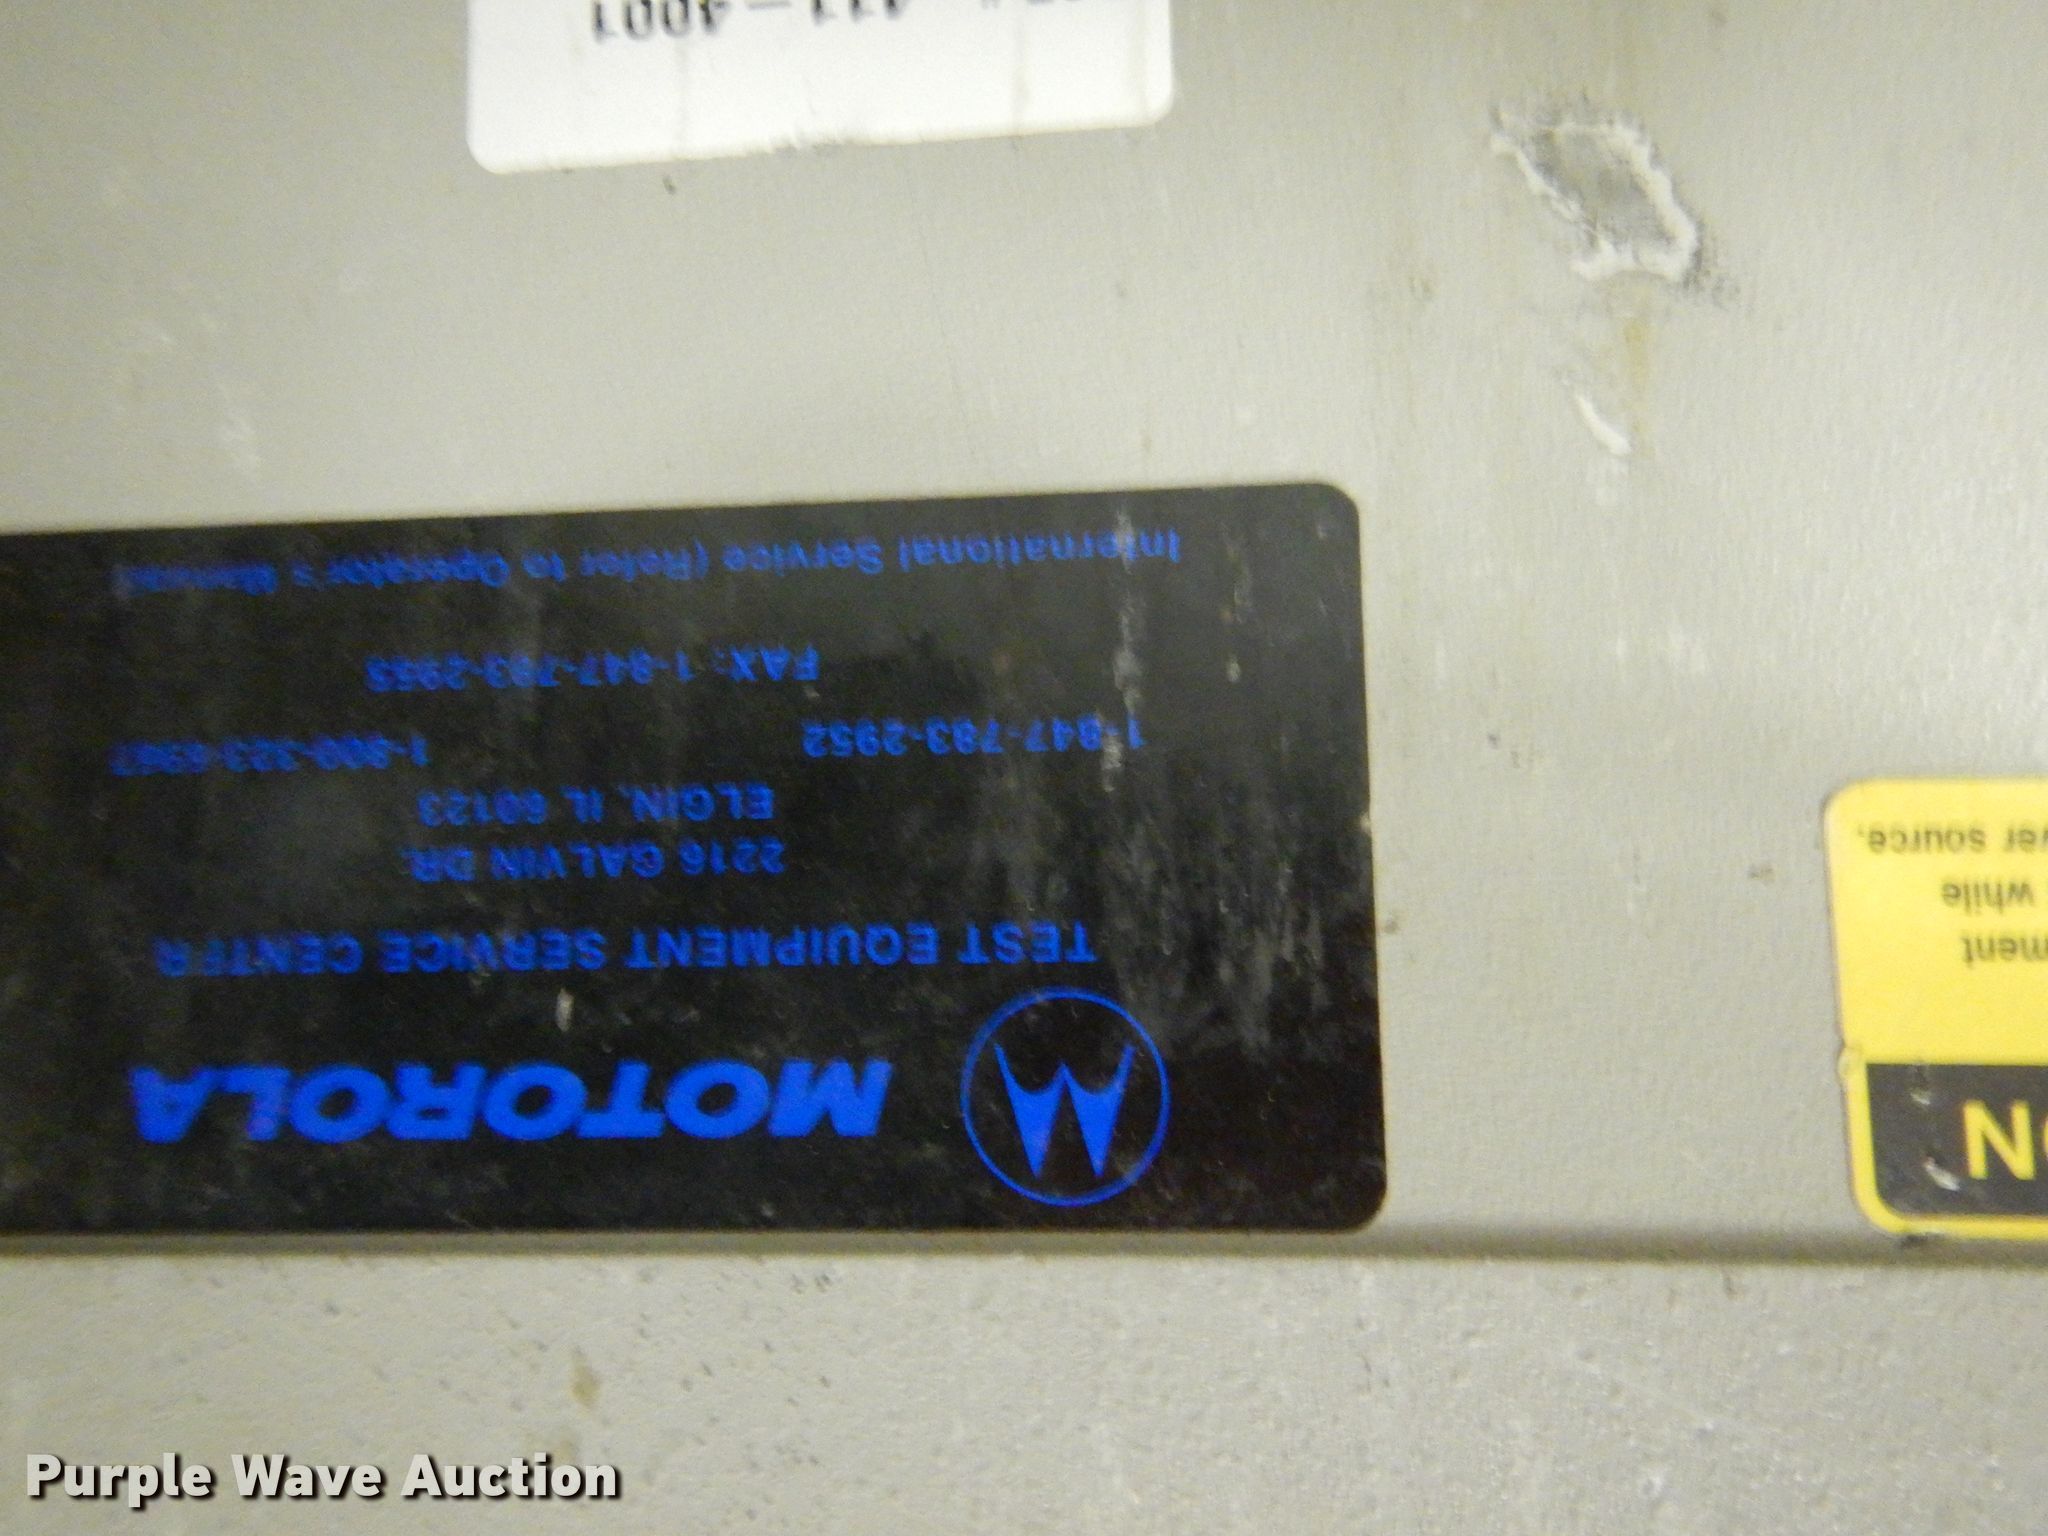 MOTOROLA
TEST EQUIPMENT SERVICE CENTER
2216 GALVIN DR.
ELGIN, IL 60123
1-847-783-2952
FAX: 1-847-783-2953
International Service (Refer to Operator's Manual)
411-4001
ON
ment
while
er source.
Purple Wave Auction